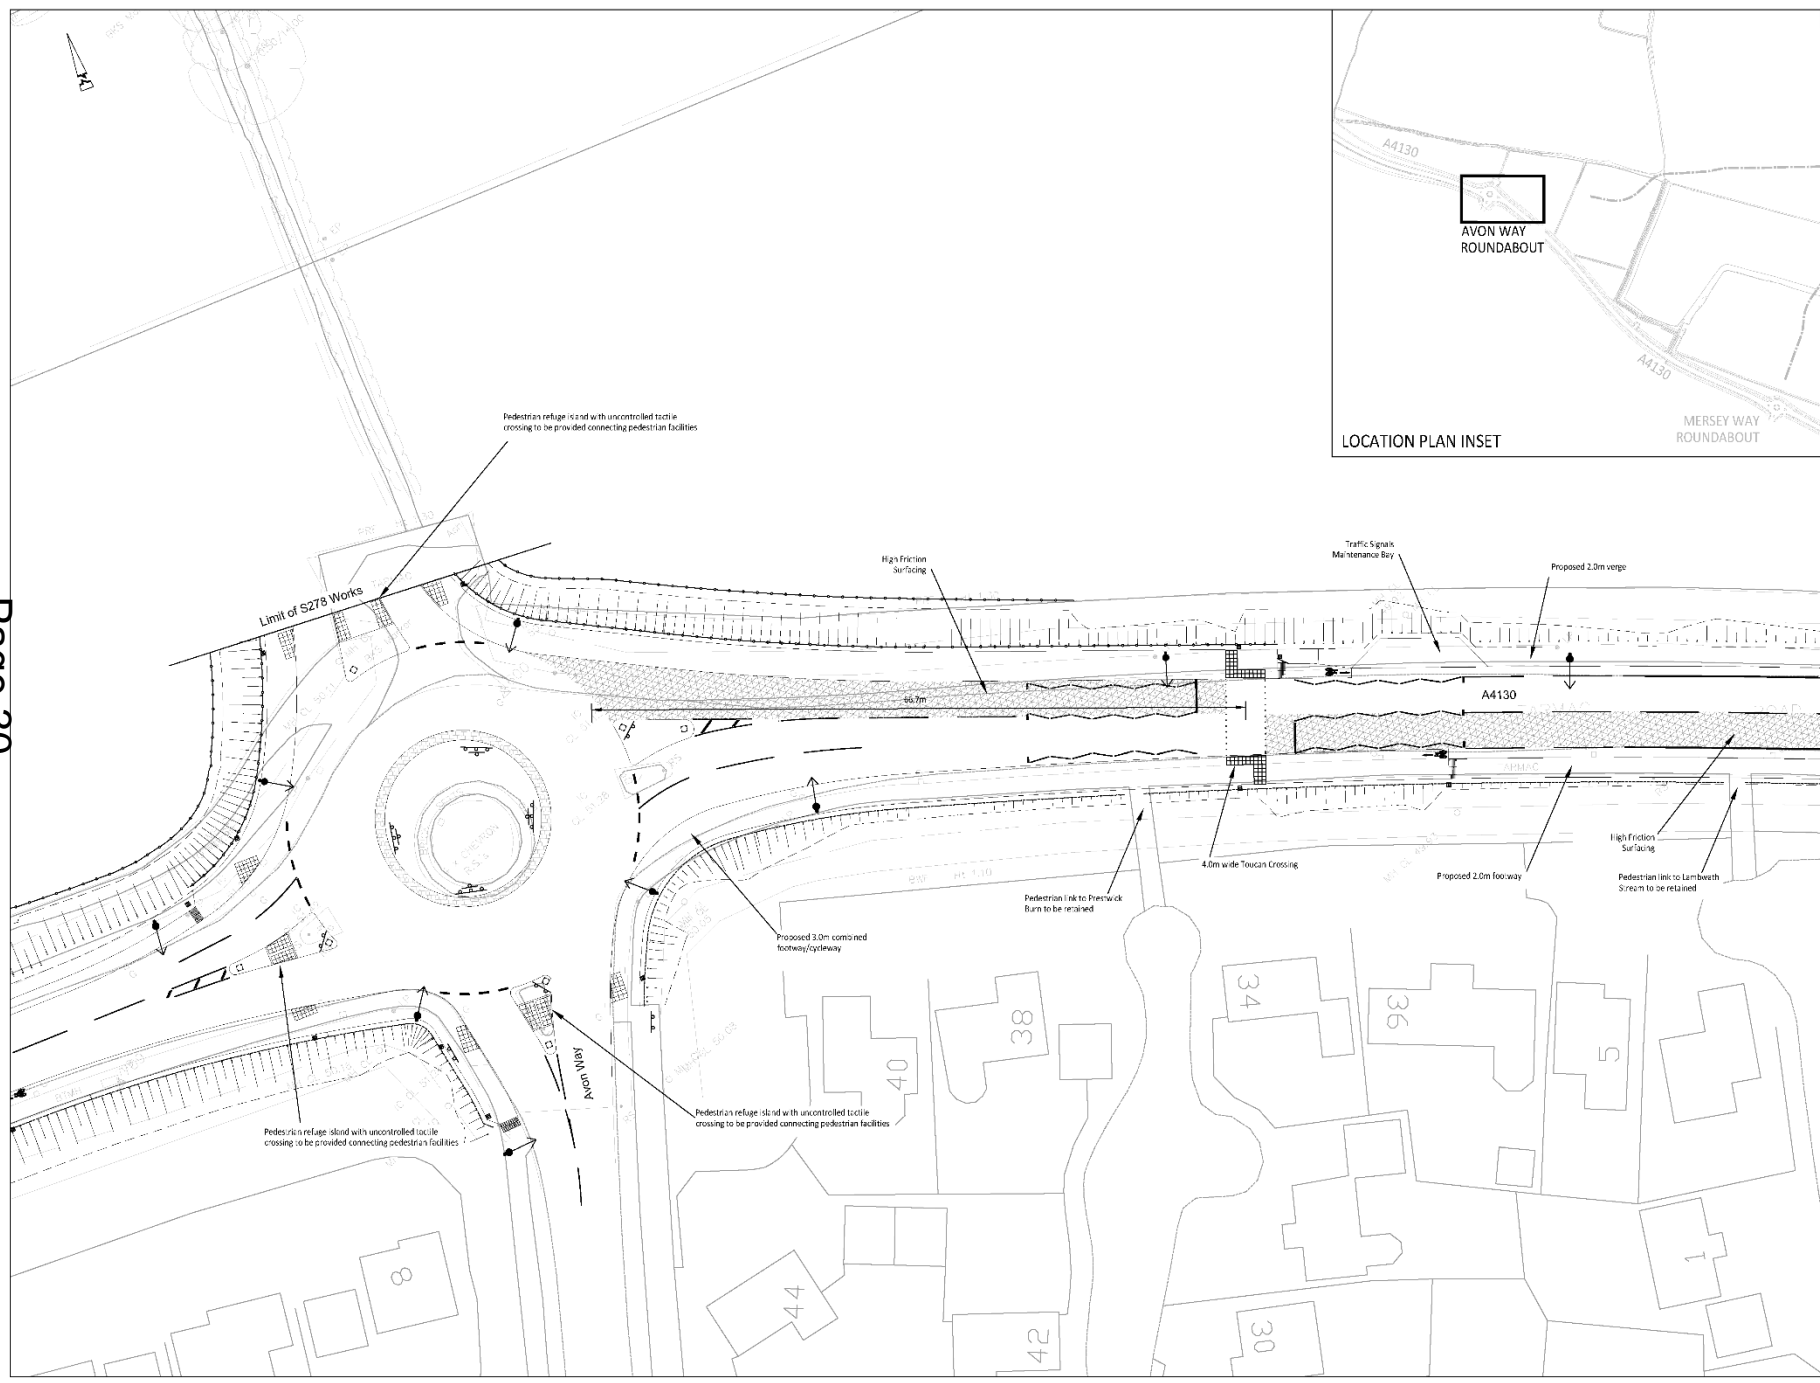 A4130
AVON WAY
ROUNDABOUT
A4130
MERSEY WAY
ROUNDABOUT
LOCATION PLAN INSET
Pedestrian refuge island with uncontrolled tactile
crossing to be provided connecting pedestrian facilities
Limit of S278 Works
High Friction
Surfacing
Traffic Signals
Maintenance Bay
Proposed 2.0m verge
66.7m
A4130
4.0m wide Toucan Crossing
Pedestrian link to Prestwick
Burn to be retained
Proposed 2.0m footway
High Friction
Surfacing
Pedestrian link to Lambwath
Stream to be retained
Proposed 3.0m combined
footway/cycleway
34
36
38
5
40
Avon Way
Pedestrian refuge island with uncontrolled tactile
crossing to be provided connecting pedestrian facilities
Pedestrian refuge island with uncontrolled tactile
crossing to be provided connecting pedestrian facilities
8
44
42
30
1